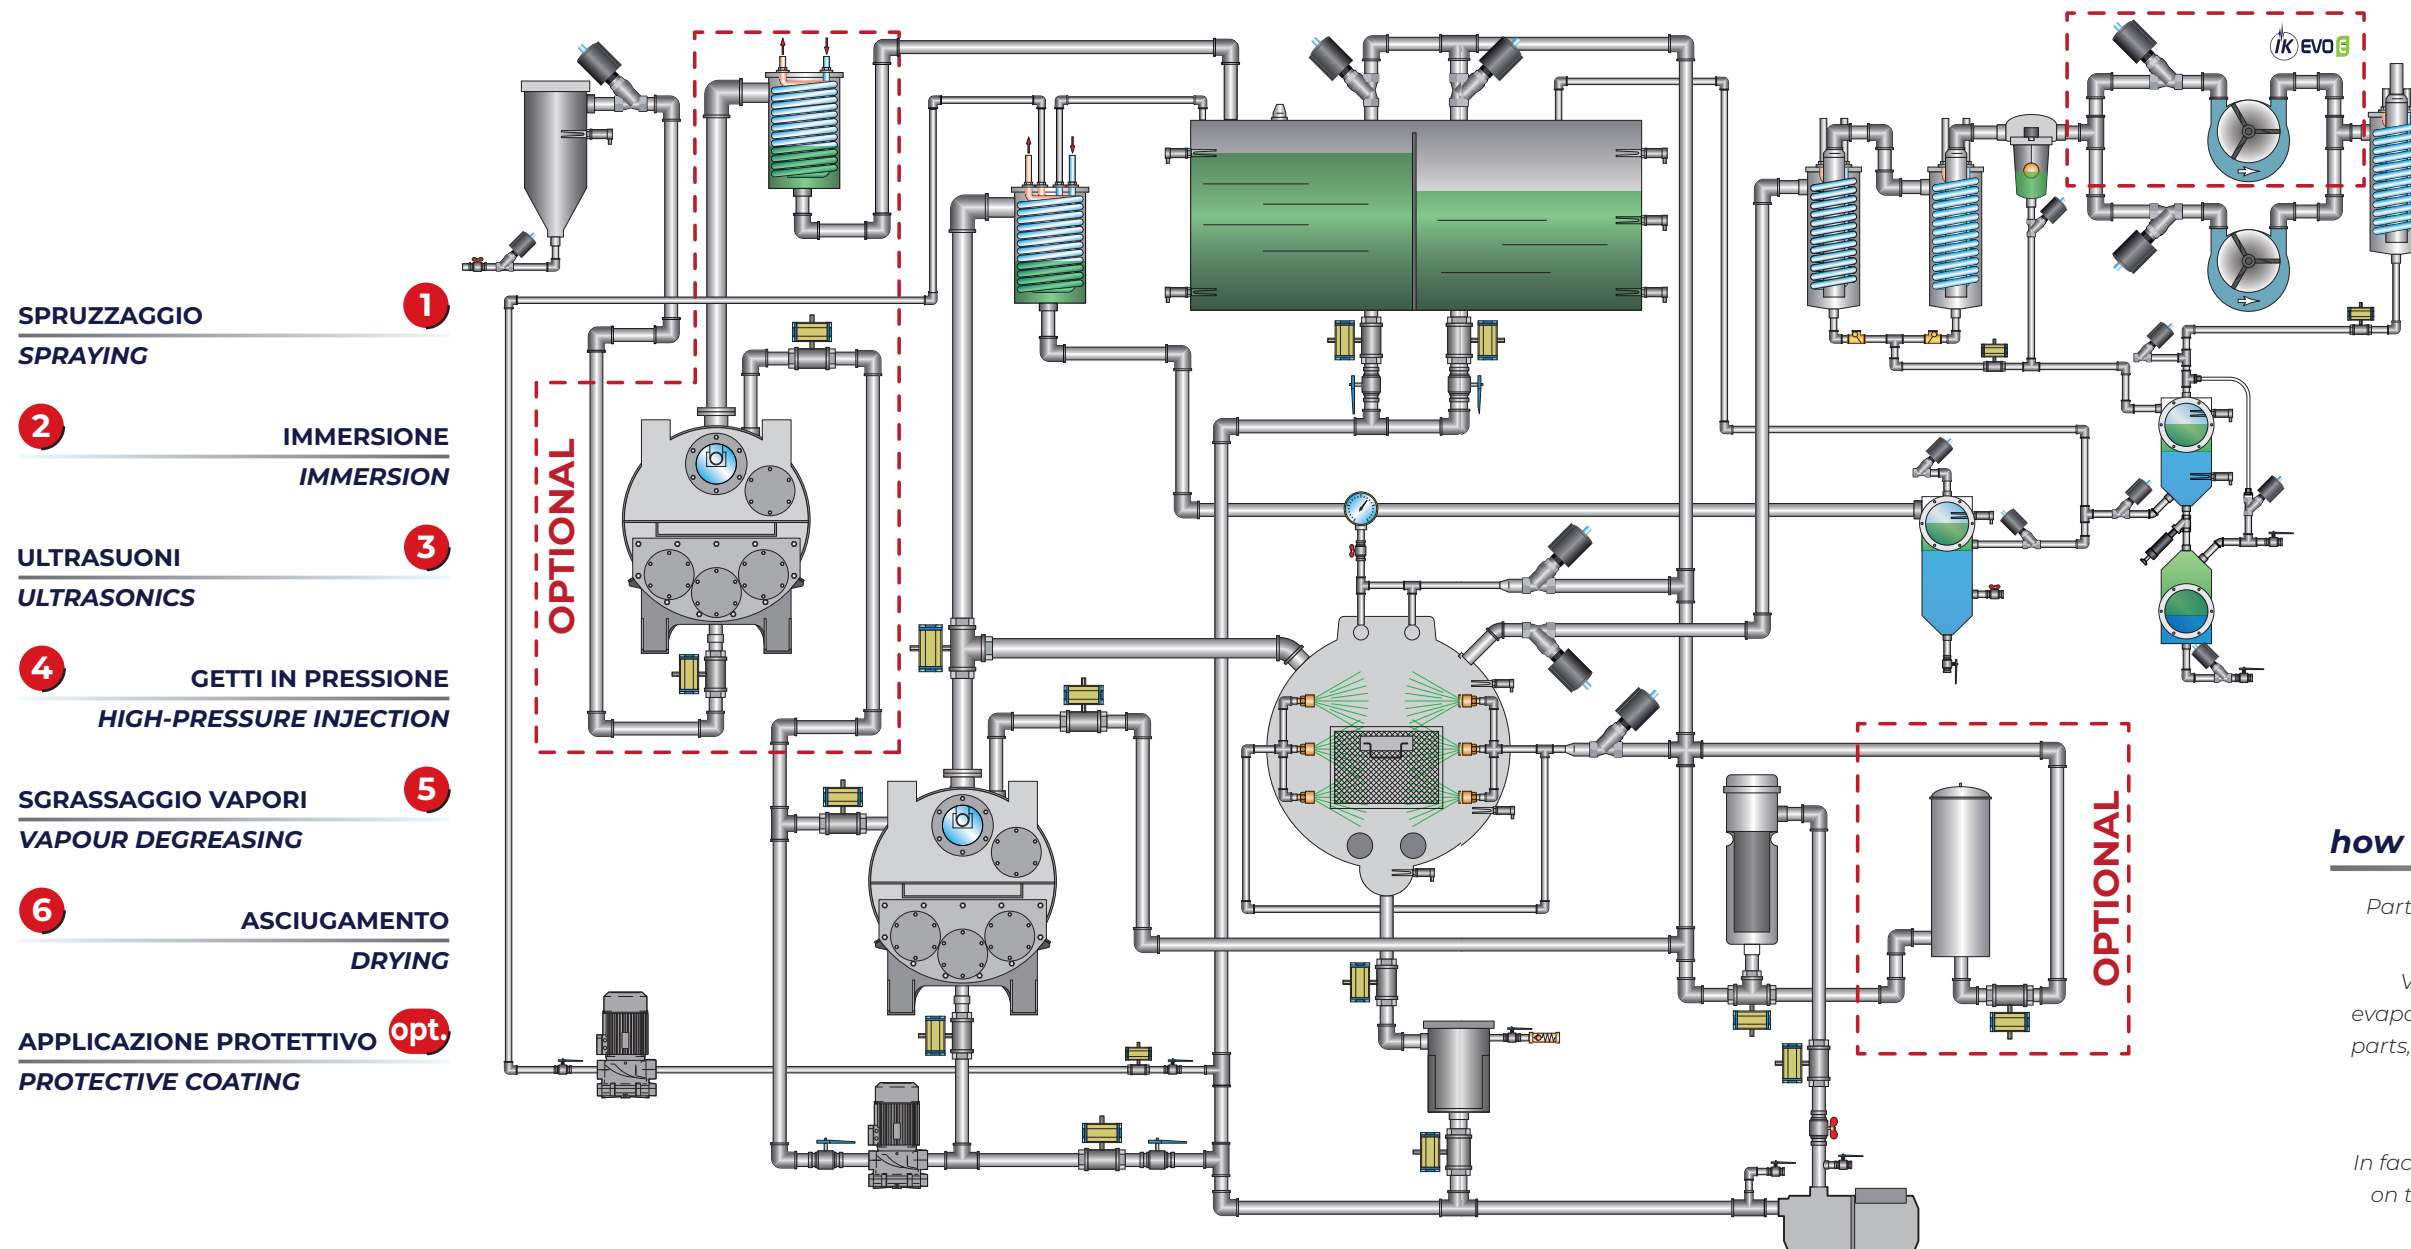 SPRUZZAGGIO
1
SPRAYING
2
IMMERSIONE
IMMERSION
ULTRASUONI
3
ULTRASONICS
4
GETTI IN PRESSIONE
HIGH-PRESSURE INJECTION
SGRASSAGGIO VAPORI
5
VAPOUR DEGREASING
6
ASCIUGAMENTO
DRYING
APPLICAZIONE PROTETTIVO
opt.
PROTECTIVE COATING
OPTIONAL
IK EVO E
OPTIONAL
how
Part
V
evapo
parts,
In fac
on t